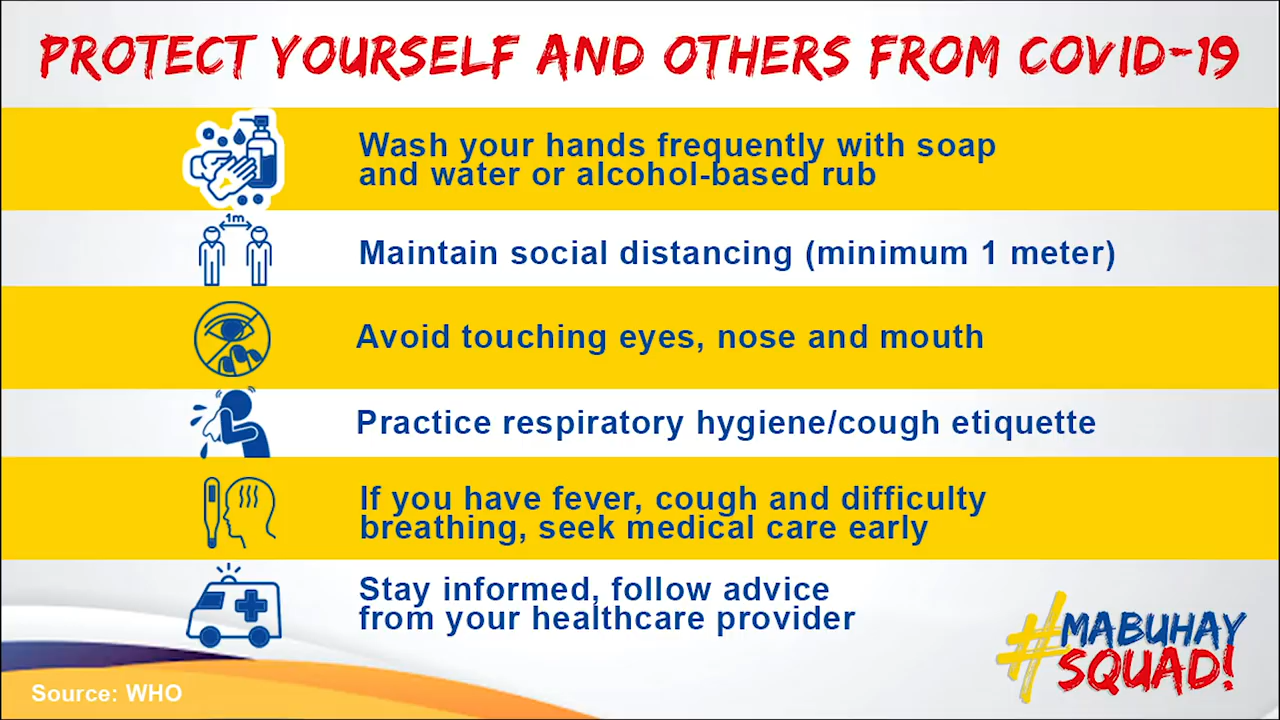 PROTECT YOURSELF AND OTHERS FROM COVID-19
Wash your hands frequently with soap
and water or alcohol-based rub
1m
Maintain social distancing (minimum 1 meter)
Avoid touching eyes, nose and mouth
Practice respiratory hygiene/cough etiquette
If you have fever, cough and difficulty
breathing, seek medical care early
Stay informed, follow advice
from your healthcare provider
#MABUHAY
SQUAD!
Source: WHO